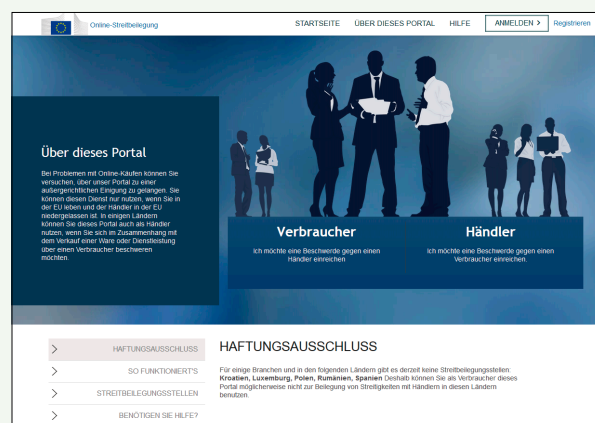 Online-Streitbeilegung
STARTSEITE ÜBER DIESES PORTAL HILFE ANMELDEN > Registrieren
Über dieses Portal
Bei Problemen mit Online-Käufen können Sie
versuchen, über unser Portal zu einer
außergerichtlichen Einigung zu gelangen. Sie
können diesen Dienst nur nutzen, wenn Sie in
der EU leben und der Händler in der EU
niedergelassen ist. In einigen Ländern
können Sie dieses Portal auch als Händler
nutzen, wenn Sie sich im Zusammenhang mit
dem Verkauf einer Ware oder Dienstleistung
über einen Verbraucher beschweren
möchten.
Verbraucher
Ich möchte eine Beschwerde gegen einen
Händler einreichen
Händler
Ich möchte eine Beschwerde gegen einen
Verbraucher einreichen.
HAFTUNGSAUSSCHLUSS
SO FUNKTIONIERT'S
STREITBEILEGUNGSSTELLEN
BENÖTIGEN SIE HILFE?
HAFTUNGSAUSSCHLUSS
Für einige Branchen und in den folgenden Ländern gibt es derzeit keine Streitbeilegungsstellen:
Kroatien, Luxemburg, Polen, Rumänien, Spanien Deshalb können Sie als Verbraucher dieses
Portal möglicherweise nicht zur Beilegung von Streitigkeiten mit Händlern in diesen Ländern
benutzen.